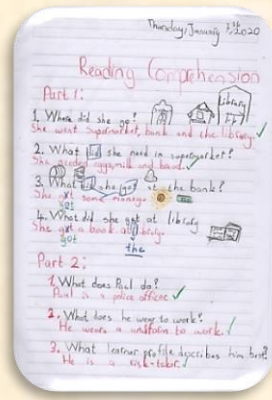 Thursday, January 2020
Reading Comprehension
Part 1:
Library
1. Where did she go?
She went supermarket, bank and the library.
2. What did she need in supermarket?
She needed eggs, milk and bread.
3. What did she got at the bank?
She got some money.
got
4. What did she got at library
She got a book at library.
got
the
Part 2:
1. What does Paul do?
Paul is a police officer.
2. What does he wear to work?
He wears a uniform to work.
3. What learner profile describes him best?
He is a risk-taker.